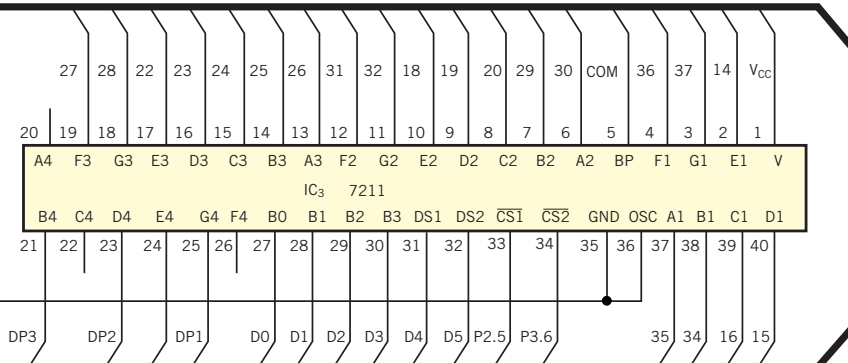 27 28 22 23 24 25 26 31 32 18 19 20 29 30 COM 36 37 14 VCC
20 19 18 17 16 15 14 13 12 11 10 9 8 7 6 5 4 3 2 1
A4 F3 G3 E3 D3 C3 B3 A3 F2 G2 E2 D2 C2 B2 A2 BP F1 G1 E1 V
IC3 7211
B4 C4 D4 E4 G4 F4 B0 B1 B2 B3 DS1 DS2 C̅S̅1̅ C̅S̅2̅ GND OSC A1 B1 C1 D1
21 22 23 24 25 26 27 28 29 30 31 32 33 34 35 36 37 38 39 40
DP3 DP2 DP1 D0 D1 D2 D3 D4 D5 P2.5 P3.6 35 34 16 15